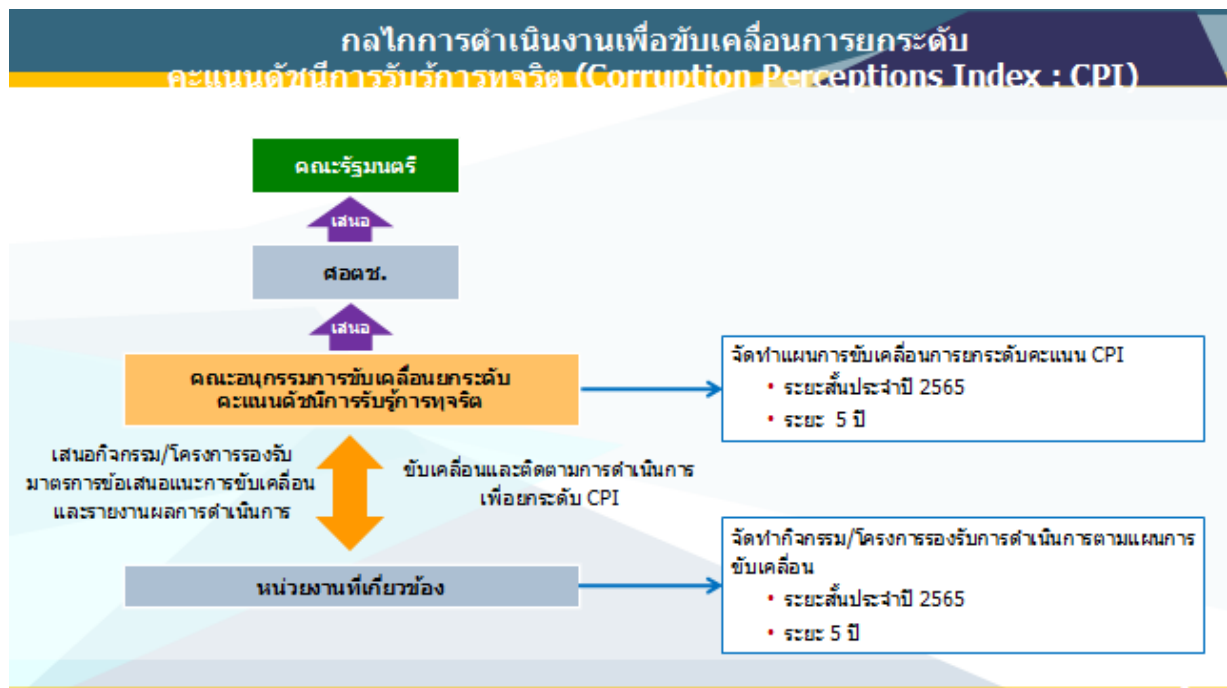 กลไกการดำเนินงานเพื่อขับเคลื่อนการยกระดับ
คะแนนดัชนีการรับรู้การทุจริต (Corruption Perceptions Index : CPI)
คณะรัฐมนตรี
เสนอ
ศอตช.
เสนอ
คณะอนุกรรมการขับเคลื่อนยกระดับ
คะแนนดัชนีการรับรู้การทุจริต
จัดทำแผนการขับเคลื่อนการยกระดับคะแนน CPI
• ระยะสั้นประจำปี 2565
• ระยะ 5 ปี
เสนอกิจกรรม/โครงการรองรับ
มาตรการข้อเสนอแนะการขับเคลื่อน
และรายงานผลการดำเนินการ
ขับเคลื่อนและติดตามการดำเนินการ
เพื่อยกระดับ CPI
หน่วยงานที่เกี่ยวข้อง
จัดทำกิจกรรม/โครงการรองรับการดำเนินการตามแผนการ
ขับเคลื่อน
• ระยะสั้นประจำปี 2565
• ระยะ 5 ปี